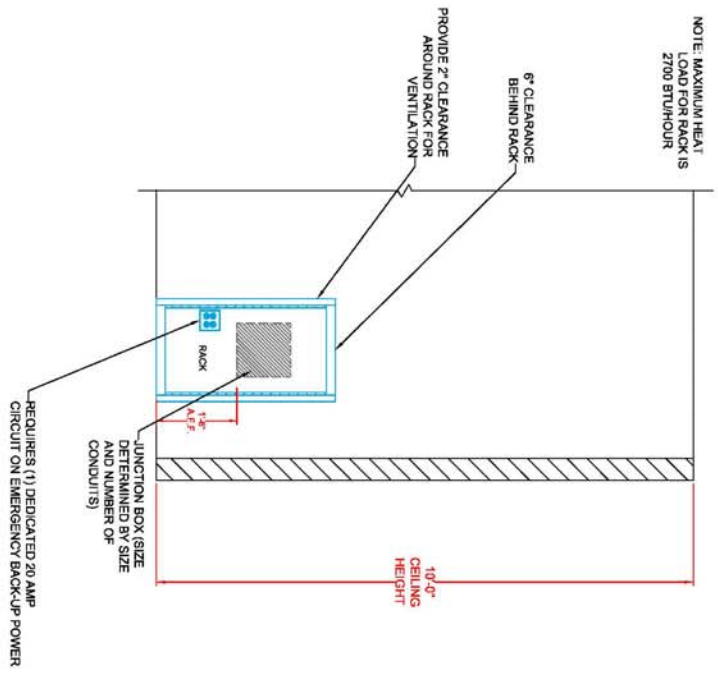 NOTE: MAXIMUM HEAT
LOAD FOR RACK IS
2700 BTU/HOUR
6" CLEARANCE
BEHIND RACK
PROVIDE 2" CLEARANCE
AROUND RACK FOR
VENTILATION
RACK
1'-6"
A.F.F.
10'-0"
CEILING
HEIGHT
JUNCTION BOX (SIZE
DETERMINED BY SIZE
AND NUMBER OF
CONDUITS)
REQUIRES (1) DEDICATED 20 AMP
CIRCUIT ON EMERGENCY BACK-UP POWER